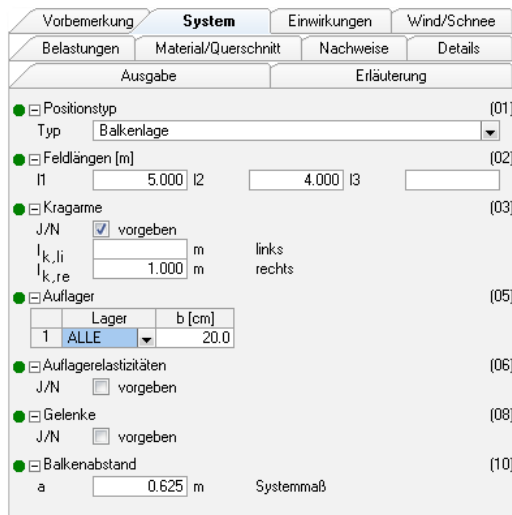 Vorbemerkung System Einwirkungen Wind/Schnee
Belastungen Material/Querschnitt Nachweise Details
Ausgabe Erläuterung
Positionstyp (01)
Typ Balkenlage
Feldlängen [m] (02)
l1 5.000 l2 4.000 l3
Kragarme (03)
J/N vorgeben
l k,li m links
l k,re 1.000 m rechts
Auflager (05)
Lager b [cm]
1 ALLE 20.0
Auflagerelastizitäten (06)
J/N vorgeben
Gelenke (08)
J/N vorgeben
Balkenabstand (10)
a 0.625 m Systemmaß